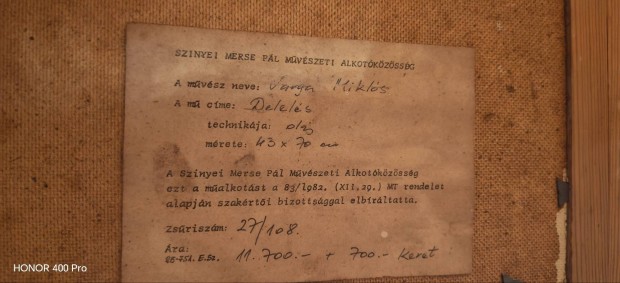 SZINYEI MERSE PÁL MŰVÉSZETI ALKOTÓKÖZÖSSÉG
A művész neve: Varga Miklós
A mű címe: Delelés
technikája: olaj
mérete: 43 x 70 cm
A Szinyei Merse Pál Művészeti Alkotóközösség
ezt a műalkotást a 83/1982. (XII.29.) MT rendelet
alapján szakértői bizottsággal elbíráltatta.
Zsüriszám: 27/108.
Ára: 11.700.- + 700.- Keret
HONOR 400 Pro